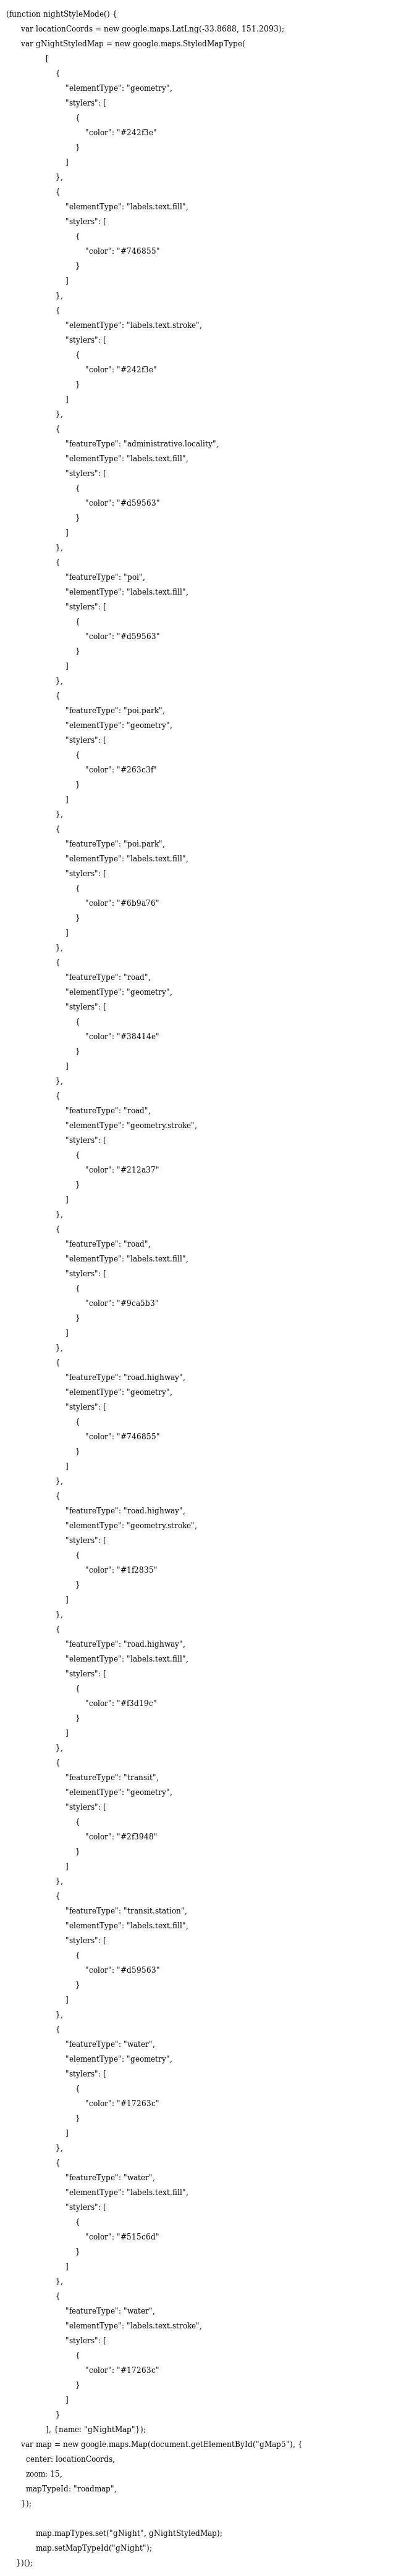 (function nightStyleMode() {
var locationCoords = new google.maps.LatLng(-33.8688, 151.2093);
var gNightStyledMap = new google.maps.StyledMapType(
[
{
"elementType": "geometry",
"stylers": [
{
"color": "#242f3e"
}
]
},
{
"elementType": "labels.text.fill",
"stylers": [
{
"color": "#746855"
}
]
},
{
"elementType": "labels.text.stroke",
"stylers": [
{
"color": "#242f3e"
}
]
},
{
"featureType": "administrative.locality",
"elementType": "labels.text.fill",
"stylers": [
{
"color": "#d59563"
}
]
},
{
"featureType": "poi",
"elementType": "labels.text.fill",
"stylers": [
{
"color": "#d59563"
}
]
},
{
"featureType": "poi.park",
"elementType": "geometry",
"stylers": [
{
"color": "#263c3f"
}
]
},
{
"featureType": "poi.park",
"elementType": "labels.text.fill",
"stylers": [
{
"color": "#6b9a76"
}
]
},
{
"featureType": "road",
"elementType": "geometry",
"stylers": [
{
"color": "#38414e"
}
]
},
{
"featureType": "road",
"elementType": "geometry.stroke",
"stylers": [
{
"color": "#212a37"
}
]
},
{
"featureType": "road",
"elementType": "labels.text.fill",
"stylers": [
{
"color": "#9ca5b3"
}
]
},
{
"featureType": "road.highway",
"elementType": "geometry",
"stylers": [
{
"color": "#746855"
}
]
},
{
"featureType": "road.highway",
"elementType": "geometry.stroke",
"stylers": [
{
"color": "#1f2835"
}
]
},
{
"featureType": "road.highway",
"elementType": "labels.text.fill",
"stylers": [
{
"color": "#f3d19c"
}
]
},
{
"featureType": "transit",
"elementType": "geometry",
"stylers": [
{
"color": "#2f3948"
}
]
},
{
"featureType": "transit.station",
"elementType": "labels.text.fill",
"stylers": [
{
"color": "#d59563"
}
]
},
{
"featureType": "water",
"elementType": "geometry",
"stylers": [
{
"color": "#17263c"
}
]
},
{
"featureType": "water",
"elementType": "labels.text.fill",
"stylers": [
{
"color": "#515c6d"
}
]
},
{
"featureType": "water",
"elementType": "labels.text.stroke",
"stylers": [
{
"color": "#17263c"
}
]
}
], {name: "gNightMap"});
var map = new google.maps.Map(document.getElementById("gMap5"), {
center: locationCoords,
zoom: 15,
mapTypeId: "roadmap",
});
map.mapTypes.set("gNight", gNightStyledMap);
map.setMapTypeId("gNight");
})();